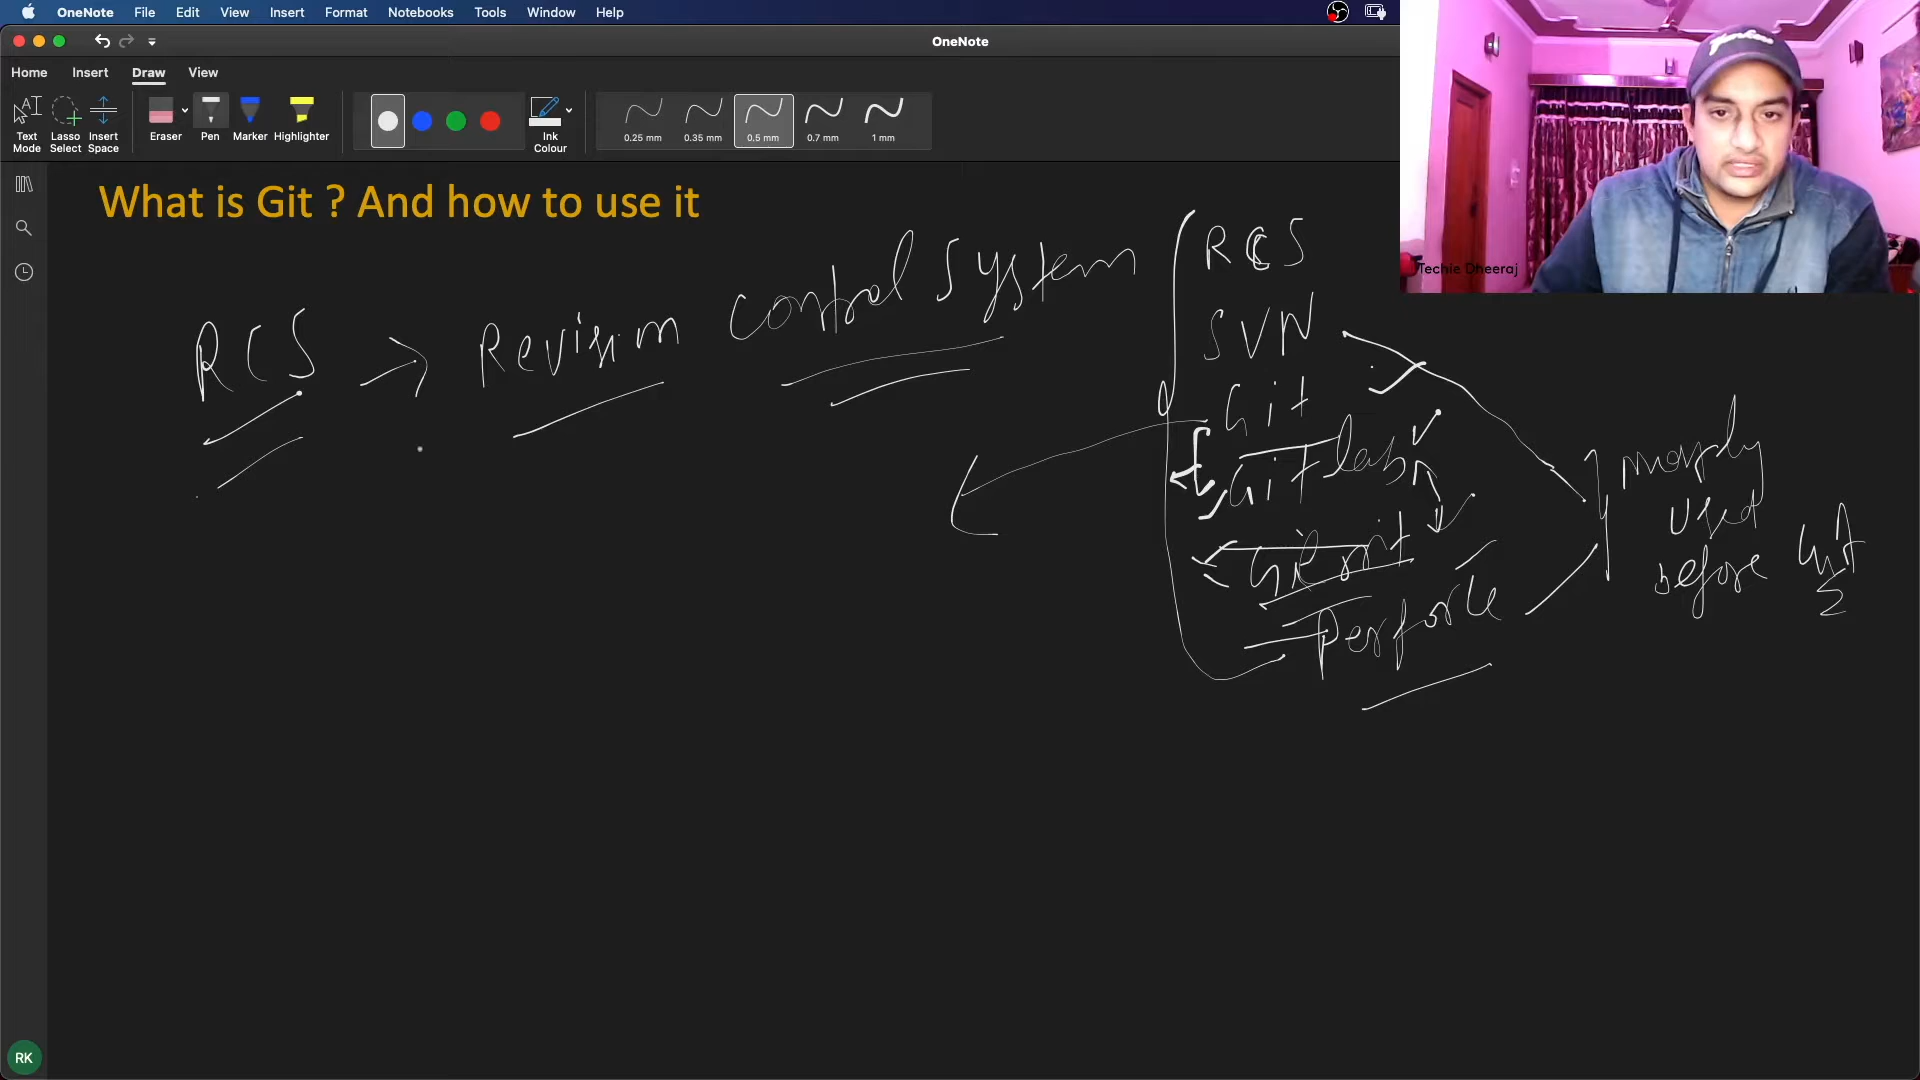 OneNote File Edit View Insert Format Notebooks Tools Window Help
OneNote
Home Insert Draw View
Text Mode
Lasso Select
Insert Space
Eraser
Pen
Marker
Highlighter
Ink Colour
0.25 mm
0.35 mm
0.5 mm
0.7 mm
1 mm
Techie Dheeraj
What is Git ? And how to use it
RCS → Revision control System
RCS
SVN
Git
Gitlab
Gerrit
Perforce
used
before Git
RK